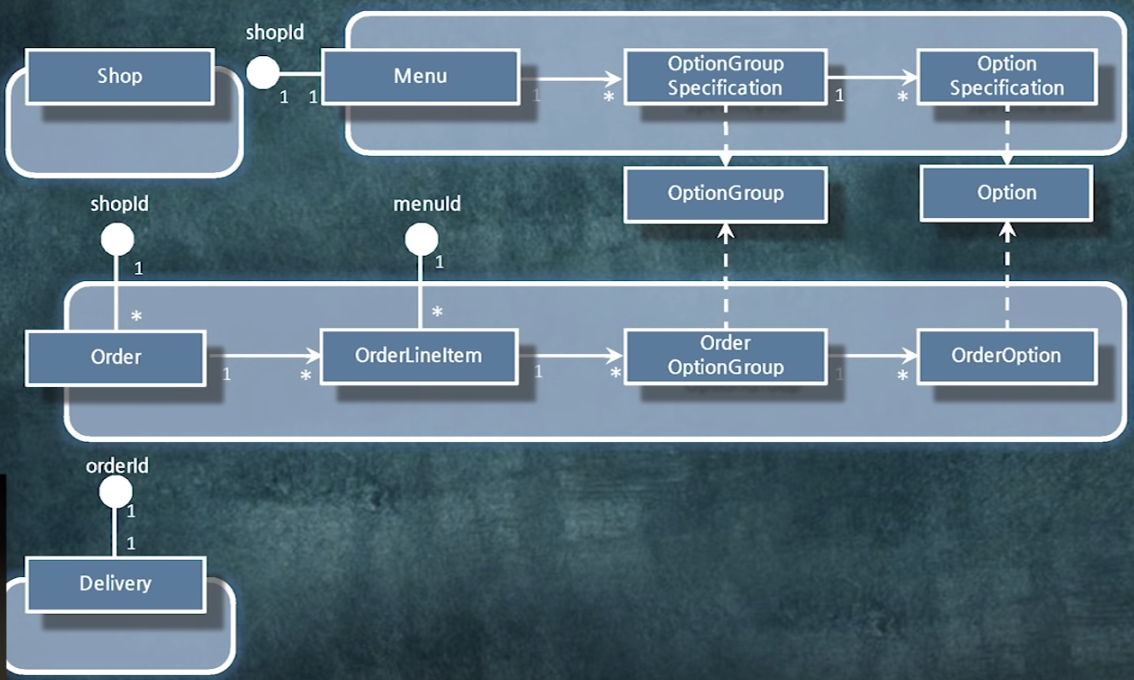 shopId
Shop
1
1
Menu
1
*
OptionGroup
Specification
1
*
Option
Specification
OptionGroup
Option
shopId
1
*
menuId
1
*
Order
1
*
OrderLineItem
1
*
Order
OptionGroup
1
*
OrderOption
orderId
1
1
Delivery